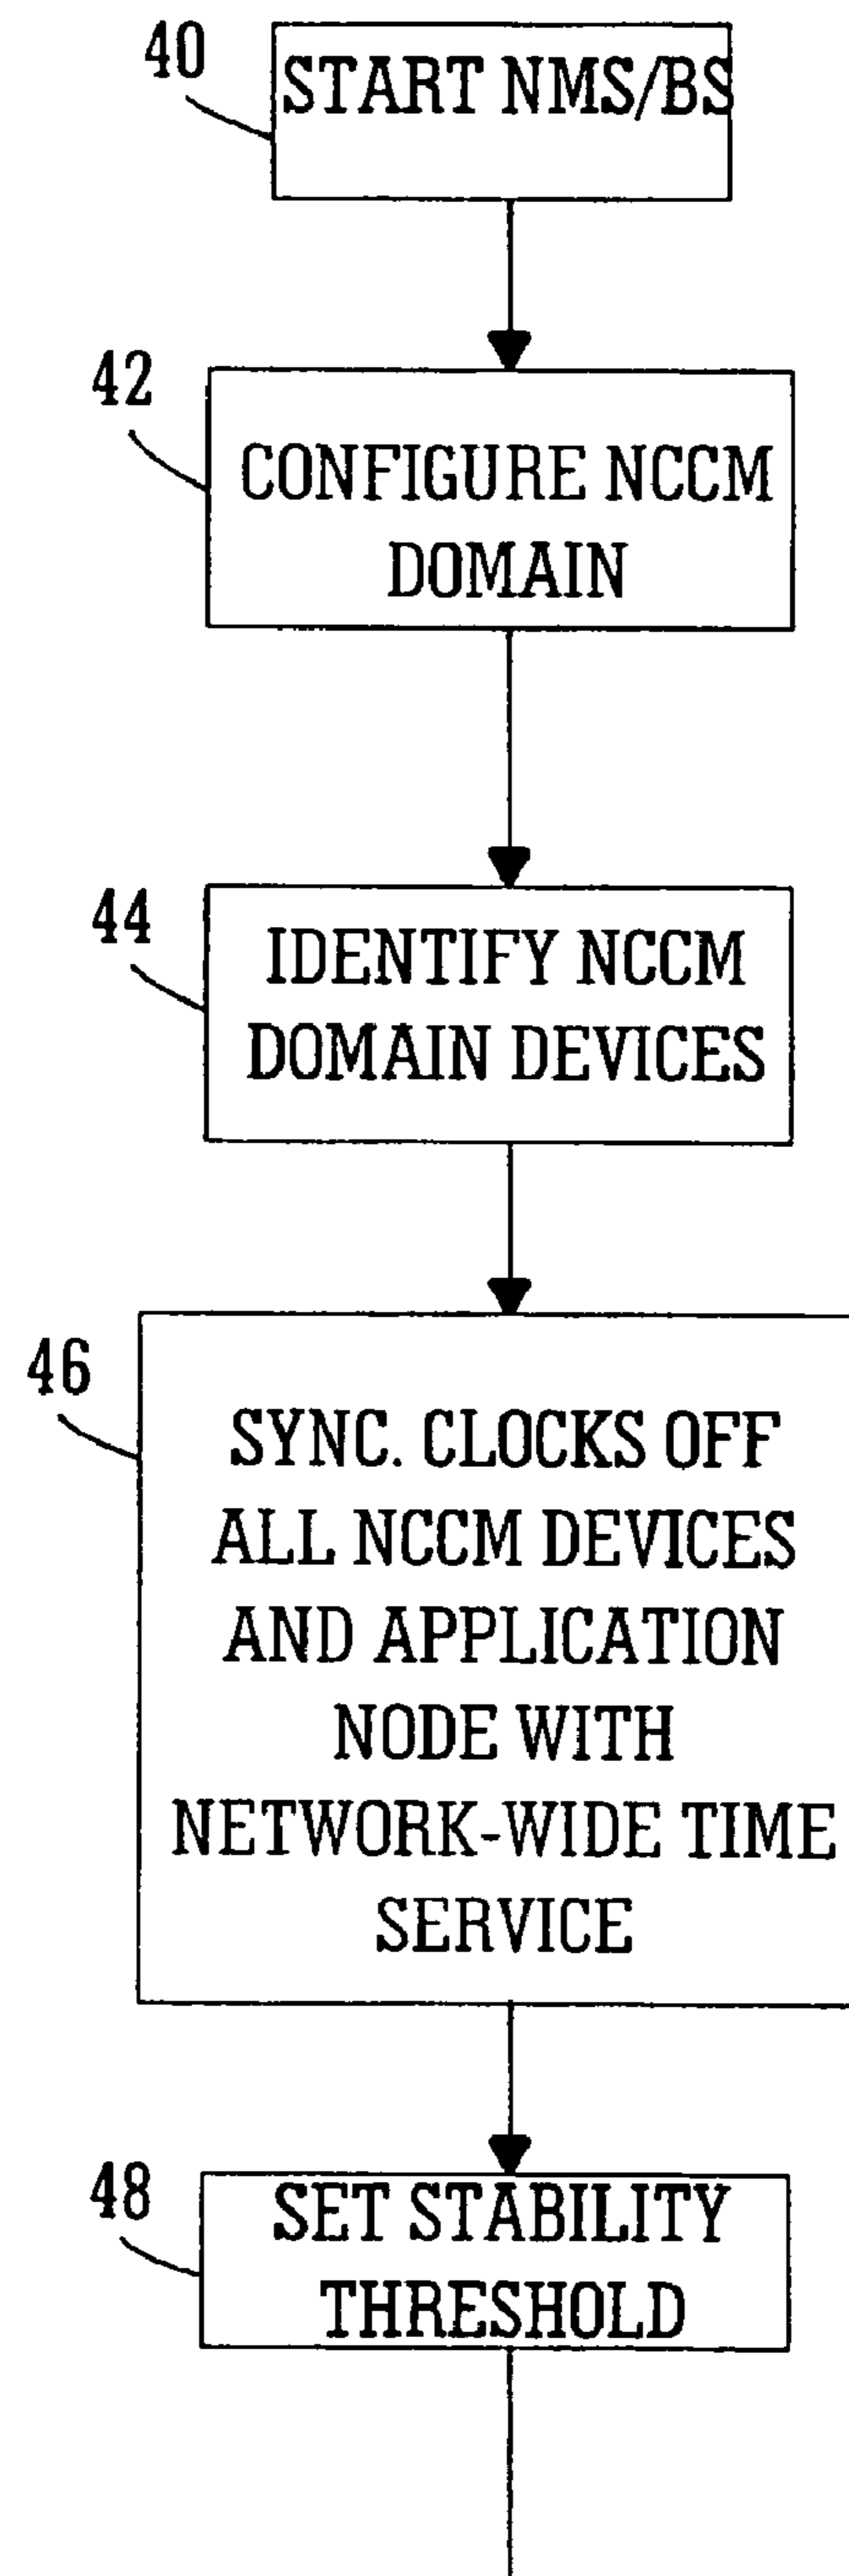 40
START NMS/BS
42
CONFIGURE NCCM
DOMAIN
44
IDENTIFY NCCM
DOMAIN DEVICES
46
SYNC. CLOCKS OFF
ALL NCCM DEVICES
AND APPLICATION
NODE WITH
NETWORK-WIDE TIME
SERVICE
48
SET STABILITY
THRESHOLD